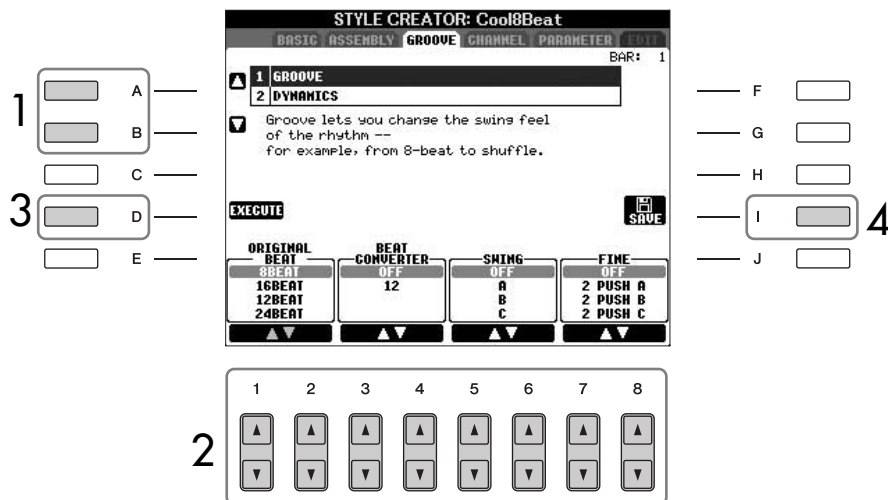 STYLE CREATOR: Cool8Beat
BASIC ASSEMBLY GROOVE CHANNEL PARAMETER EDIT
BAR: 1
1 GROOVE
2 DYNAMICS
Groove lets you change the swing feel
of the rhythm --
for example, from 8-beat to shuffle.
EXECUTE
SAVE
ORIGINAL BEAT
8BEAT
16BEAT
12BEAT
24BEAT
BEAT CONVERTER
OFF
12
SWING
OFF
A
B
C
FINE
OFF
2 PUSH A
2 PUSH B
2 PUSH C
1
A
B
C
3
D
E
F
G
H
I
4
J
1 2 3 4 5 6 7 8
2